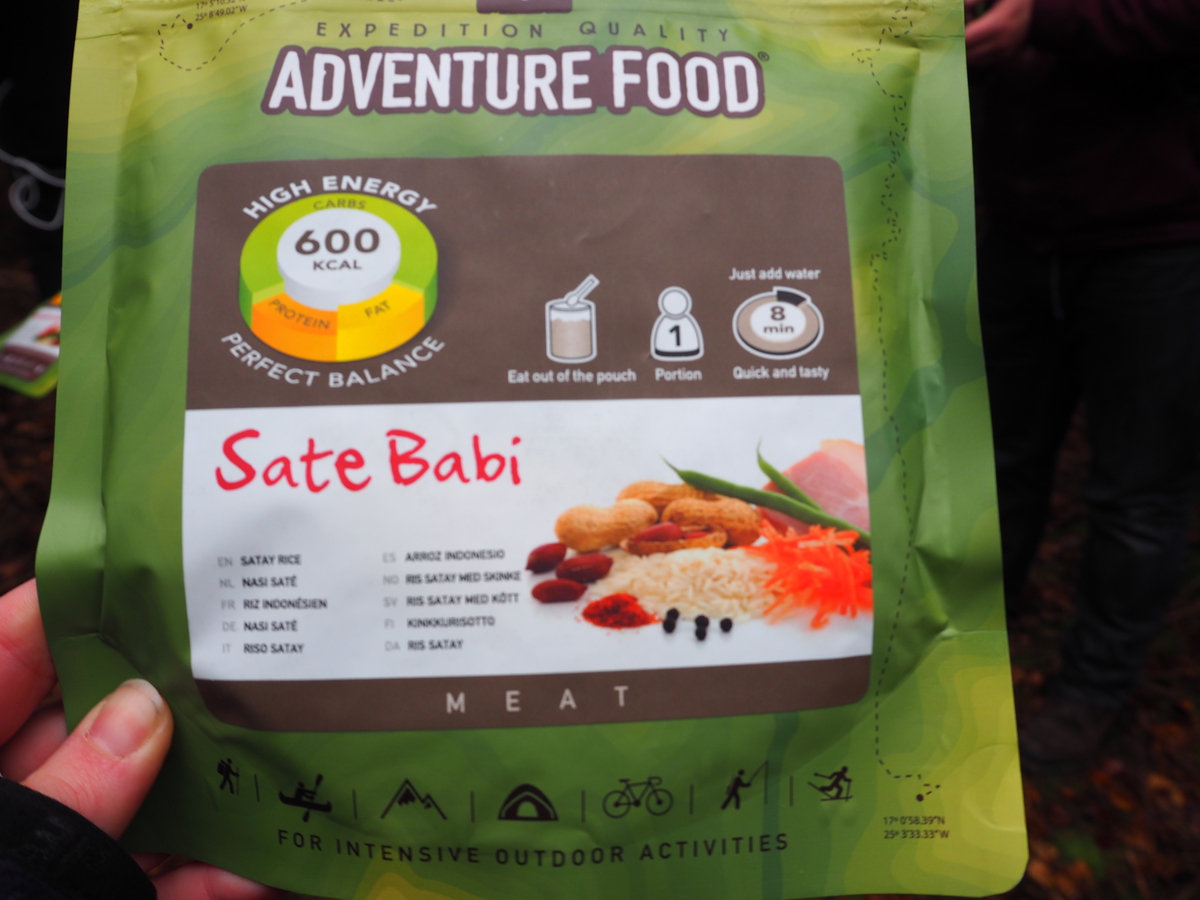 25° 8'49.02"W
EXPEDITION QUALITY
ADVENTURE FOOD®
HIGH ENERGY
CARBS
600
KCAL
PROTEIN
FAT
PERFECT BALANCE
Just add water
8
min
1
Eat out of the pouch
Portion
Quick and tasty
Sate Babi
EN SATAY RICE
NL NASI SATÉ
FR RIZ INDONÉSIEN
DE NASI SATÉ
IT RISO SATAY
ES ARROZ INDONESIO
NO RIS SATAY MED SKINKE
SV RIS SATAY MED KÖTT
FI KINKKURISOTTO
DA RIS SATAY
MEAT
FOR INTENSIVE OUTDOOR ACTIVITIES
17° 0'58.39"N
25° 3'33.33"W